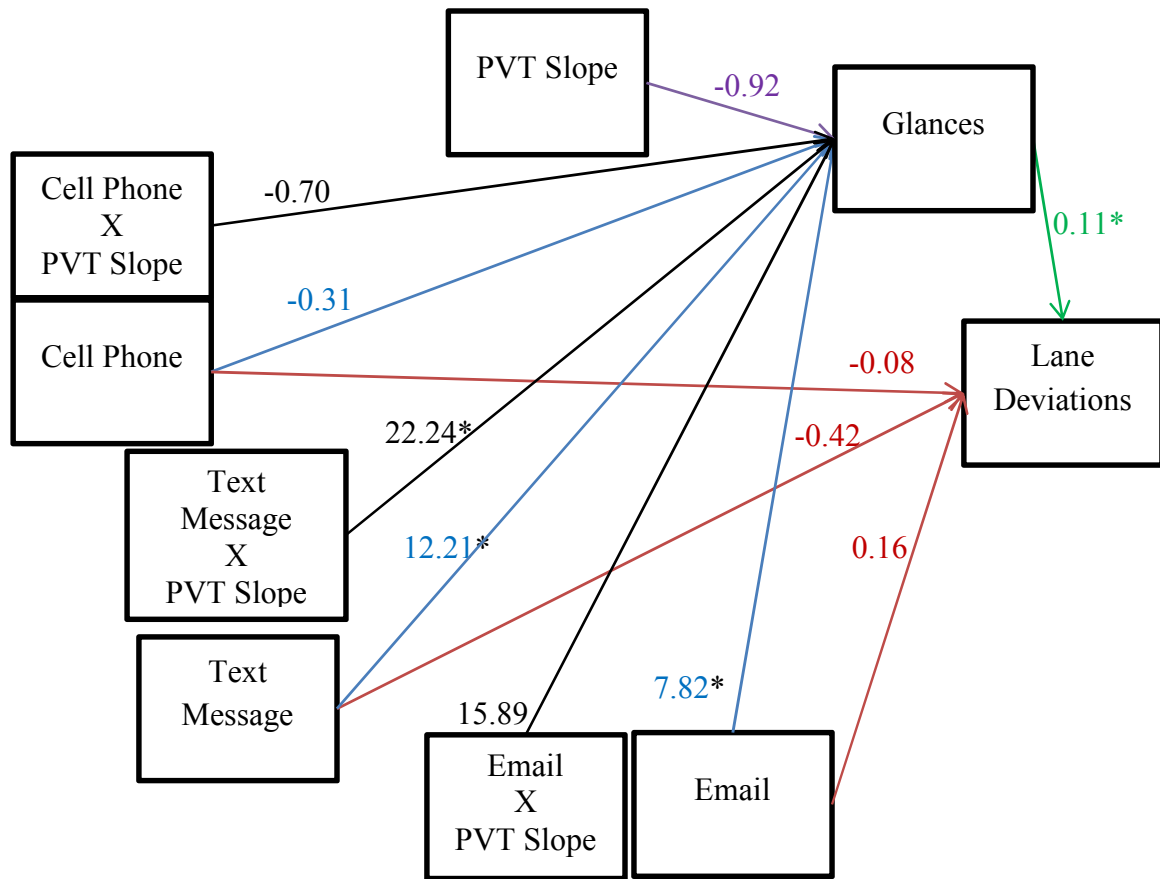 PVT Slope
-0.92
Glances
Cell Phone
X
PVT Slope
-0.70
0.11*
-0.31
Cell Phone
-0.08
Lane
Deviations
22.24*
-0.42
Text
Message
X
PVT Slope
12.21*
0.16
Text
Message
7.82*
15.89
Email
X
PVT Slope
Email